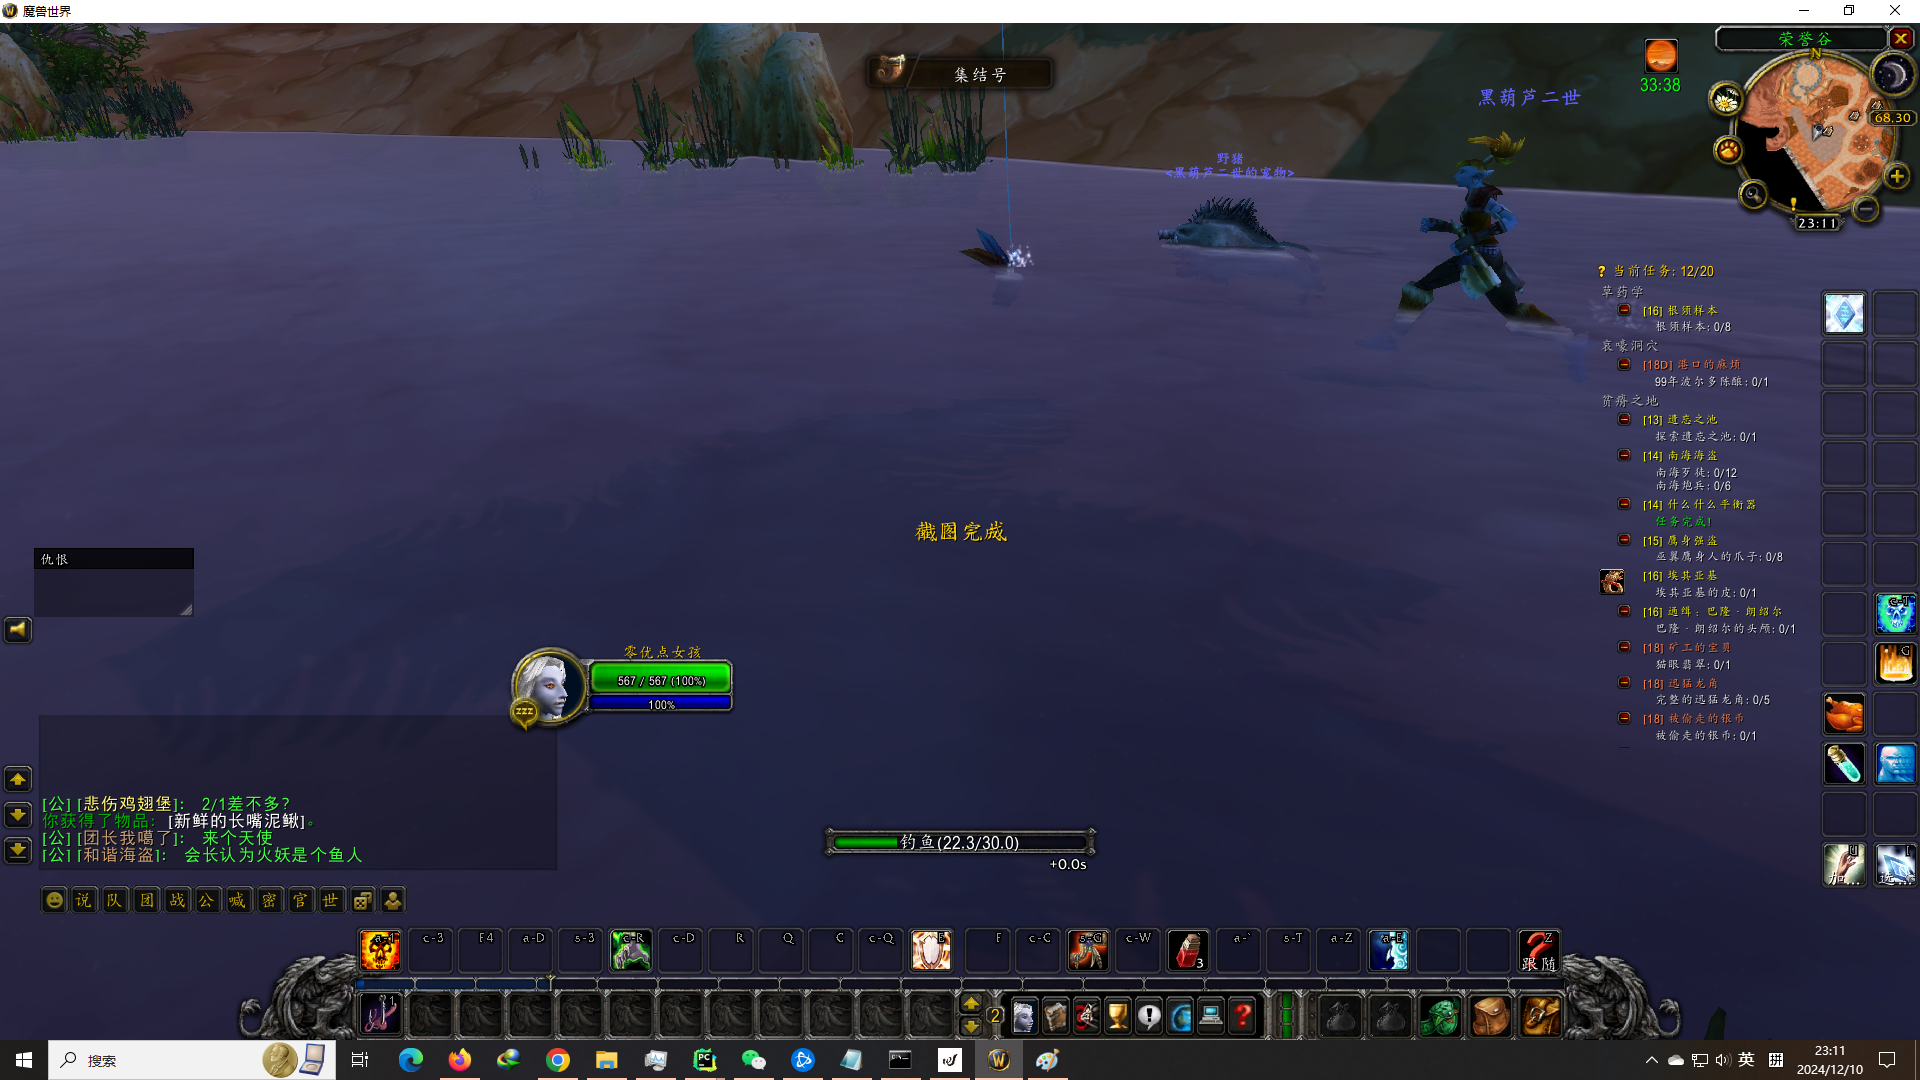 魔兽世界
集结号
33:38
荣誉谷
N
68,30
23:11
黑葫芦二世
野猪
<黑葫芦二世的宠物>
? 当前任务: 12/20
草药学
[16] 根须样本
根须样本: 0/8
哀嚎洞穴
[18D] 港口的麻烦
99年波尔多陈酿: 0/1
贫瘠之地
[13] 遗忘之池
探索遗忘之池: 0/1
[14] 南海海盗
南海歹徒: 0/12
南海炮兵: 0/6
[14] 什么什么平衡器
任务完成!
[15] 鹰身强盗
巫翼鹰身人的爪子: 0/8
[16] 埃其亚基
埃其亚基的皮: 0/1
[16] 通缉：巴隆·朗绍尔
巴隆·朗绍尔的头颅: 0/1
[18] 矿工的宝贝
猫眼翡翠: 0/1
[18] 迅猛龙角
完整的迅猛龙角: 0/5
[18] 被偷走的银币
被偷走的银币: 0/1
截图完成
仇恨
零优点女孩
567 / 567 (100%)
100%
zzz
[公] [悲伤鸡翅堡]： 2/1差不多?
你获得了物品： [新鲜的长嘴泥鳅]。
[公] [团长我噶了]： 来个天使
[公] [和谐海盗]： 会长认为火妖是个鱼人
钓鱼(22.3/30.0)
+0.0s
说 队 团 战 公 喊 密 官 世
a-1 c-3 F4 a-D s-3 c-R c-D R Q C c-Q E F c-C s-G c-W 3 a-` s-T a-Z a-E Z
跟随
1
2
c-T
G
U
加...
L
选...
搜索
英
拼
23:11
2024/12/10